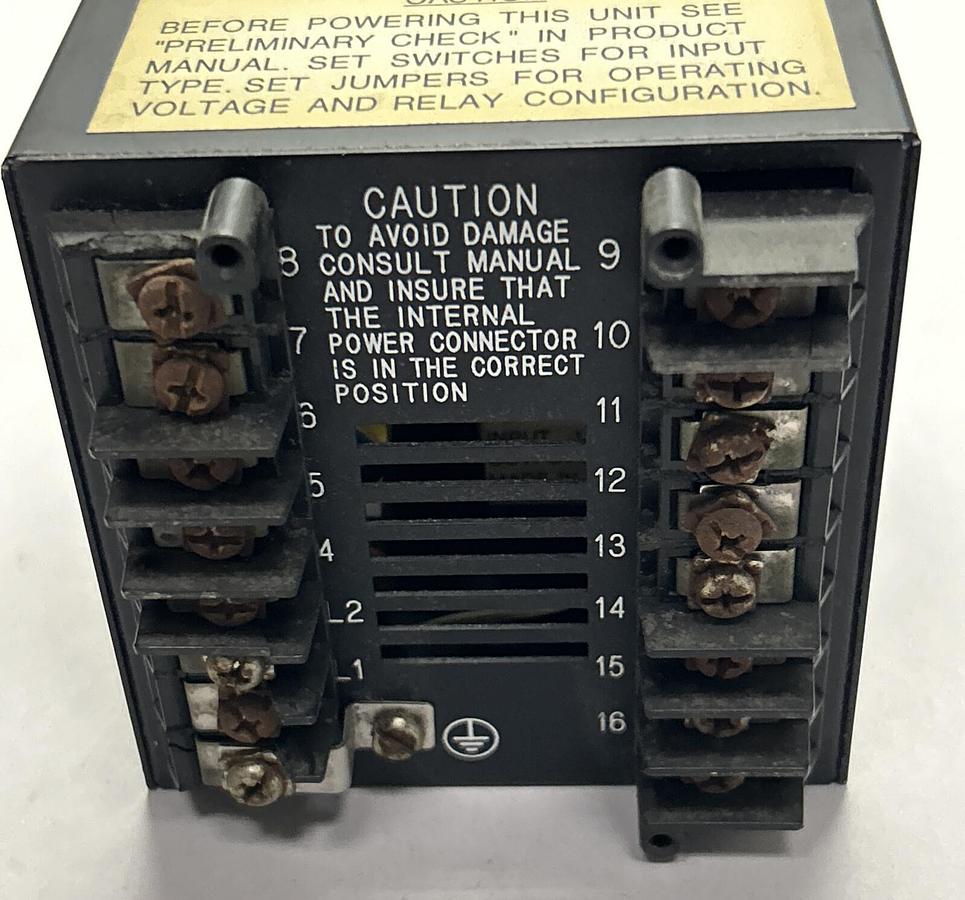 CAUTION
BEFORE POWERING THIS UNIT SEE
"PRELIMINARY CHECK" IN PRODUCT
MANUAL. SET SWITCHES FOR INPUT
TYPE. SET JUMPERS FOR OPERATING
VOLTAGE AND RELAY CONFIGURATION.
CAUTION
TO AVOID DAMAGE
CONSULT MANUAL
AND INSURE THAT
THE INTERNAL
POWER CONNECTOR
IS IN THE CORRECT
POSITION
8
7
6
5
4
L2
L1
9
10
11
12
13
14
15
16
INPUT